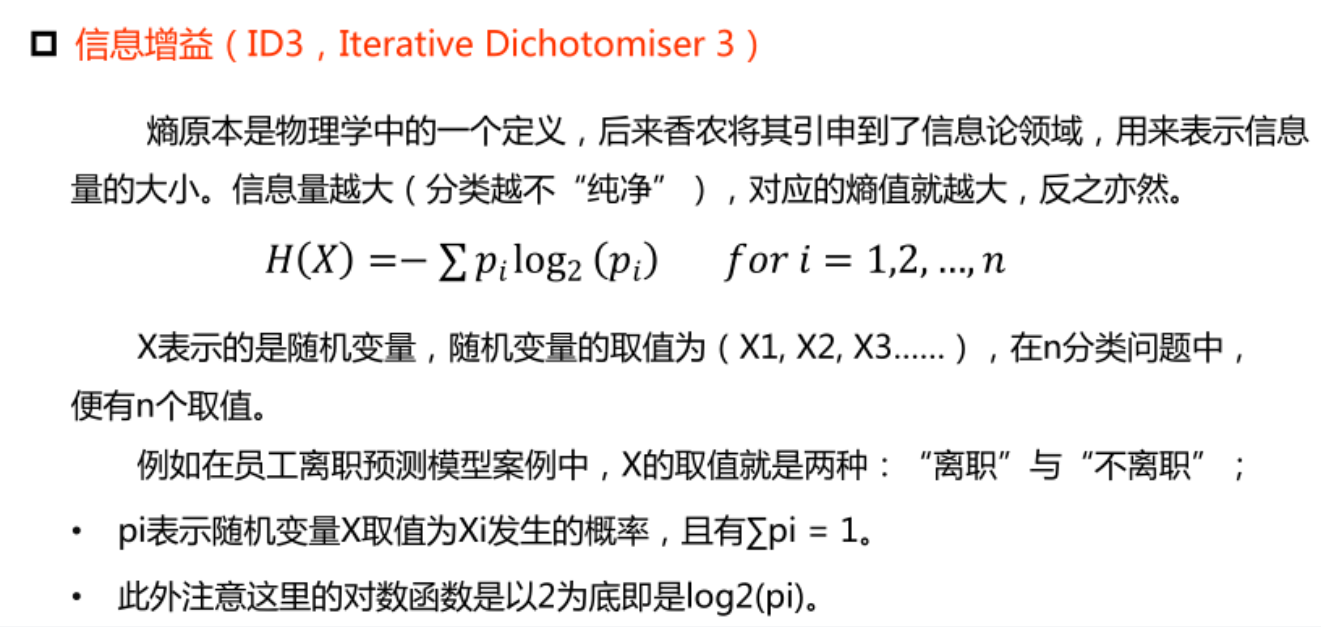 信息增益（ID3，Iterative Dichotomiser 3）
熵原本是物理学中的一个定义，后来香农将其引申到了信息论领域，用来表示信息
量的大小。信息量越大（分类越不“纯净”），对应的熵值就越大，反之亦然。
H(X) =− ∑ pᵢ log₂ (pᵢ) for i = 1,2, …, n
X表示的是随机变量，随机变量的取值为（X1, X2, X3……），在n分类问题中，
便有n个取值。
例如在员工离职预测模型案例中，X的取值就是两种：“离职”与“不离职”；
• pi表示随机变量X取值为Xi发生的概率，且有∑pi = 1。
• 此外注意这里的对数函数是以2为底即是log2(pi)。